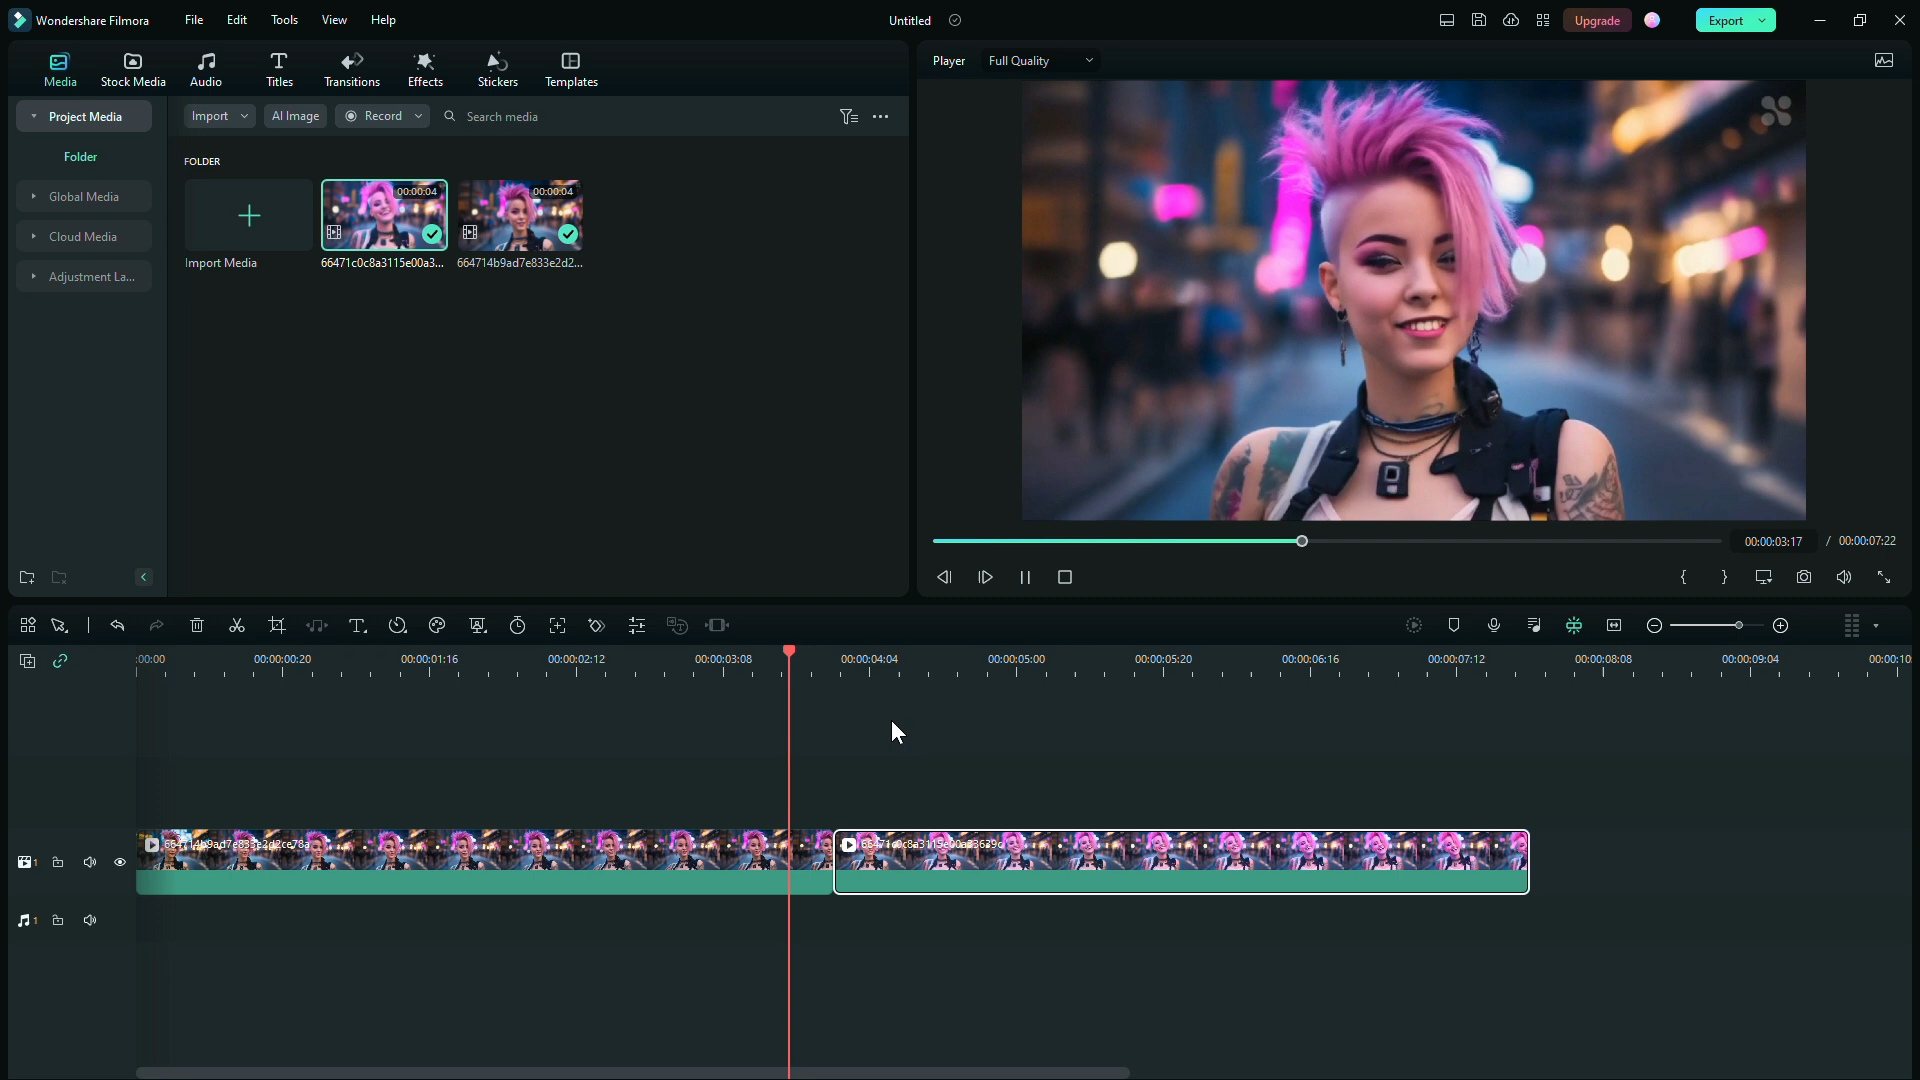 Wondershare Filmora
File
Edit
Tools
View
Help
Untitled
Upgrade
Export
Media
Stock Media
Audio
Titles
Transitions
Effects
Stickers
Templates
Player
Full Quality
Project Media
Import
AI Image
Record
Search media
Folder
FOLDER
Global Media
Cloud Media
Adjustment La...
00:00:04
00:00:04
Import Media
66471c0c8a3115e00a3...
664714b9ad7e833e2d2...
00:00:03:17 / 00:00:07:22
:00:00
00:00:00:20
00:00:01:16
00:00:02:12
00:00:03:08
00:00:04:04
00:00:05:00
00:00:05:20
00:00:06:16
00:00:07:12
00:00:08:08
00:00:09:04
00:00:10:
664714b9ad7e833e2d2ce78a
66471c0c8a3115e00a33639c
1
1